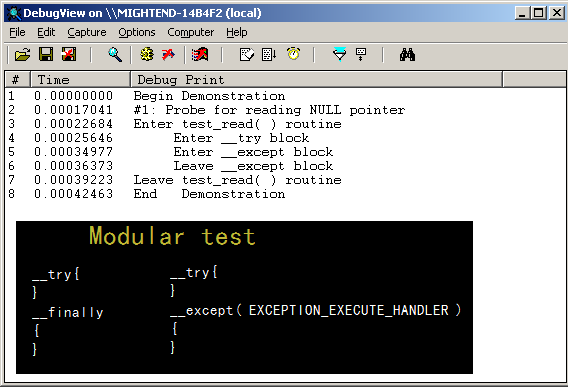 DebugView on \\MIGHTEND-14B4F2 (local)
File Edit Capture Options Computer Help
# Time Debug Print
1 0.00000000 Begin Demonstration
2 0.00017041 #1: Probe for reading NULL pointer
3 0.00022684 Enter test_read( ) routine
4 0.00025646 Enter __try block
5 0.00034977 Enter __except block
6 0.00036373 Leave __except block
7 0.00039223 Leave test_read( ) routine
8 0.00042463 End Demonstration
Modular test
__try{ __try{
} }
__finally __except( EXCEPTION_EXECUTE_HANDLER )
{ {
} }